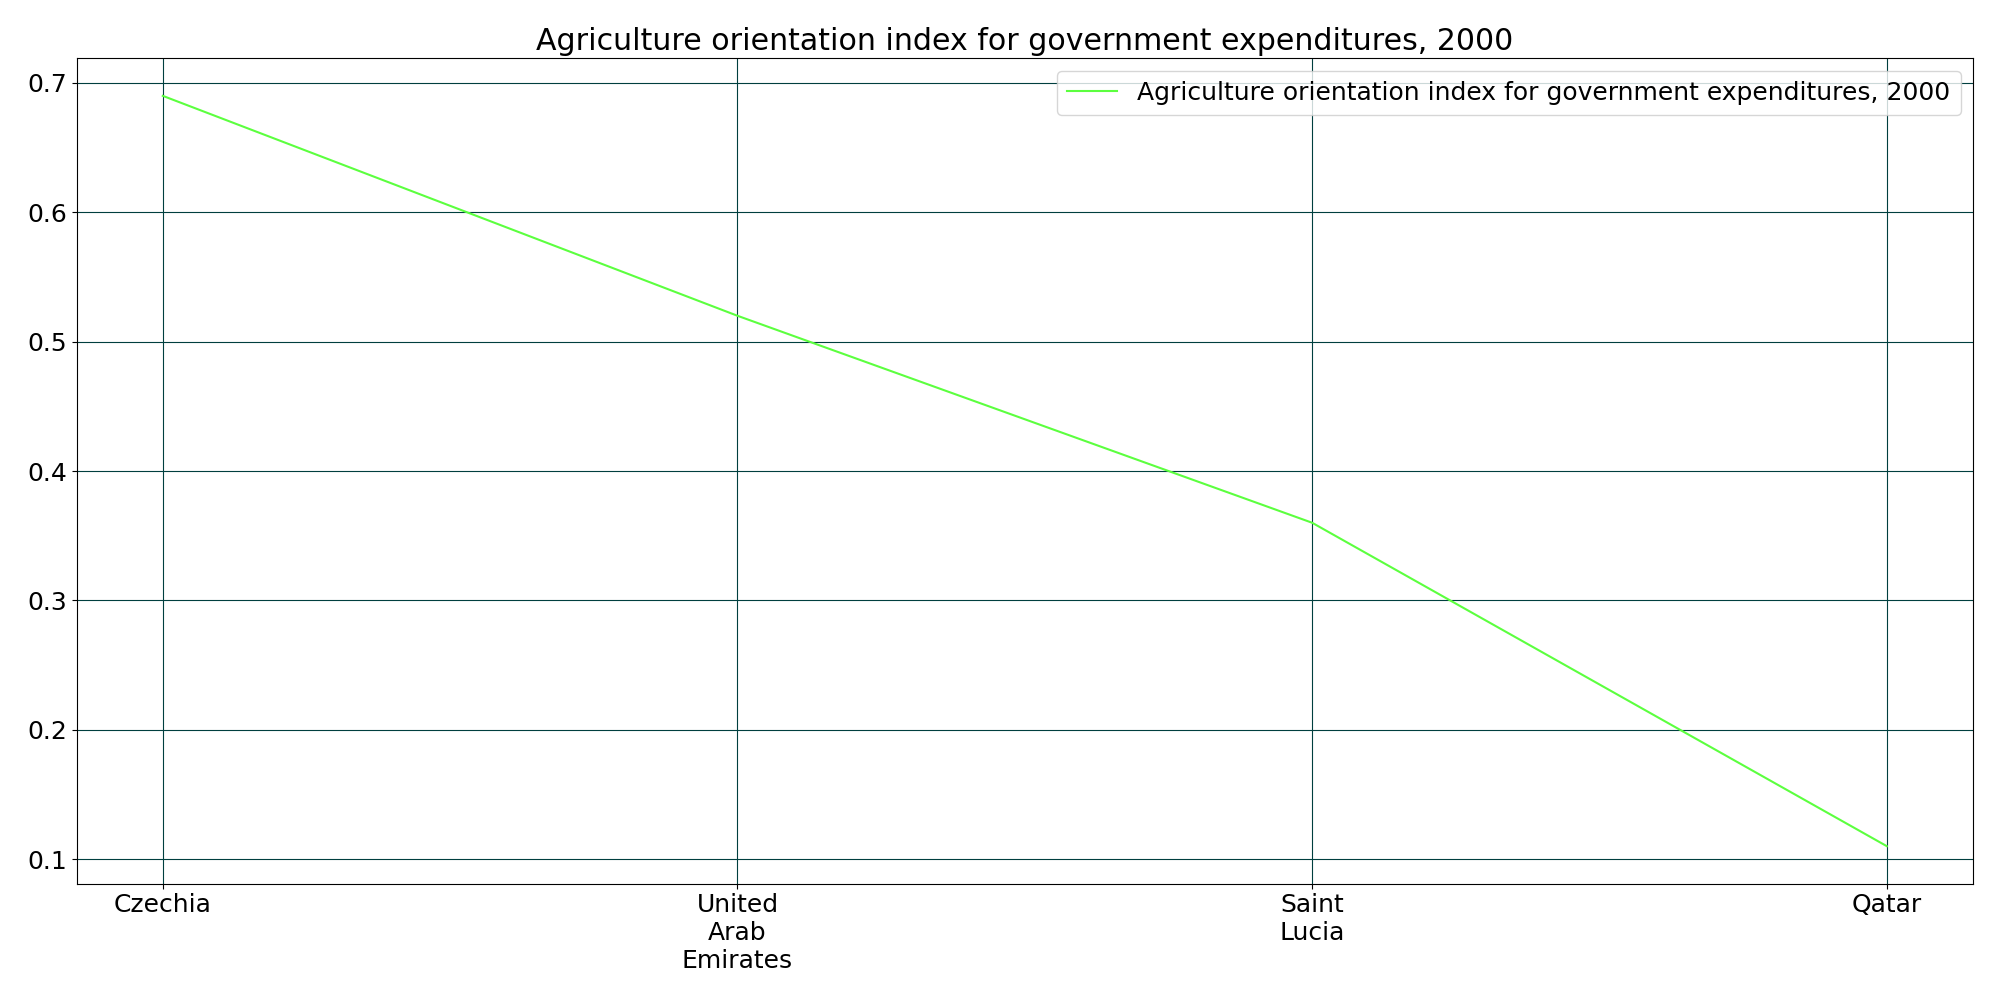 Agriculture orientation index for government expenditures, 2000
Agriculture orientation index for government expenditures, 2000
0.7
0.6
0.5
0.4
0.3
0.2
0.1
Czechia
United
Arab
Emirates
Saint
Lucia
Qatar